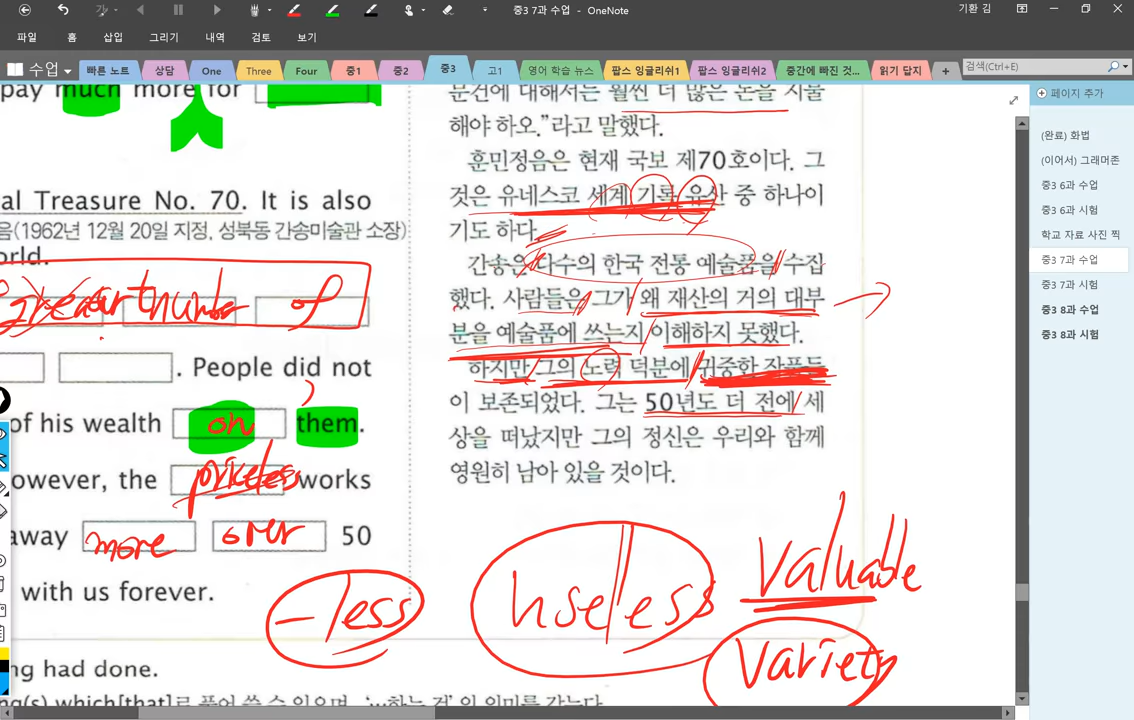 중3 7과 수업 - OneNote
기환 김
파일 홈 삽입 그리기 내역 검토 보기
수업
빠른 노트 상담 One Three Four 중1 중2 중3 고1 영어 학습 뉴스 팝스 잉글리쉬1 팝스 잉글리쉬2 중간에 빠진 것... 읽기 답지 +
검색(Ctrl+E)
페이지 추가
(완료) 화법
(이어서) 그래머존
중3 6과 수업
중3 6과 시험
학교 자료 사진 찍
중3 7과 수업
중3 7과 시험
중3 8과 수업
중3 8과 시험
pay much more for
al Treasure No. 70. It is also
음(1962년 12월 20일 지정, 성북동 간송미술관 소장)
orld.
number of
. People did not
of his wealth on them.
owever, the priceless works
away more over 50
with us forever.
문건에 대해서는 훨씬 더 많은 돈을 지불
해야 하오.”라고 말했다.
훈민정음은 현재 국보 제70호이다. 그
것은 유네스코 세계 기록 유산 중 하나이
기도 하다.
간송은 다수의 한국 전통 예술품을 수집
했다. 사람들은 그가 왜 재산의 거의 대부
분을 예술품에 쓰는지 이해하지 못했다.
하지만 그의 노력 덕분에 귀중한 작품들
이 보존되었다. 그는 50년도 더 전에 세
상을 떠났지만 그의 정신은 우리와 함께
영원히 남아 있을 것이다.
-less
useless
valuable
variety
ng had done.
ng(s) which[that]로 풀어 쓸 수 있으며, ‘…하는 것’의 의미를 갖는다.